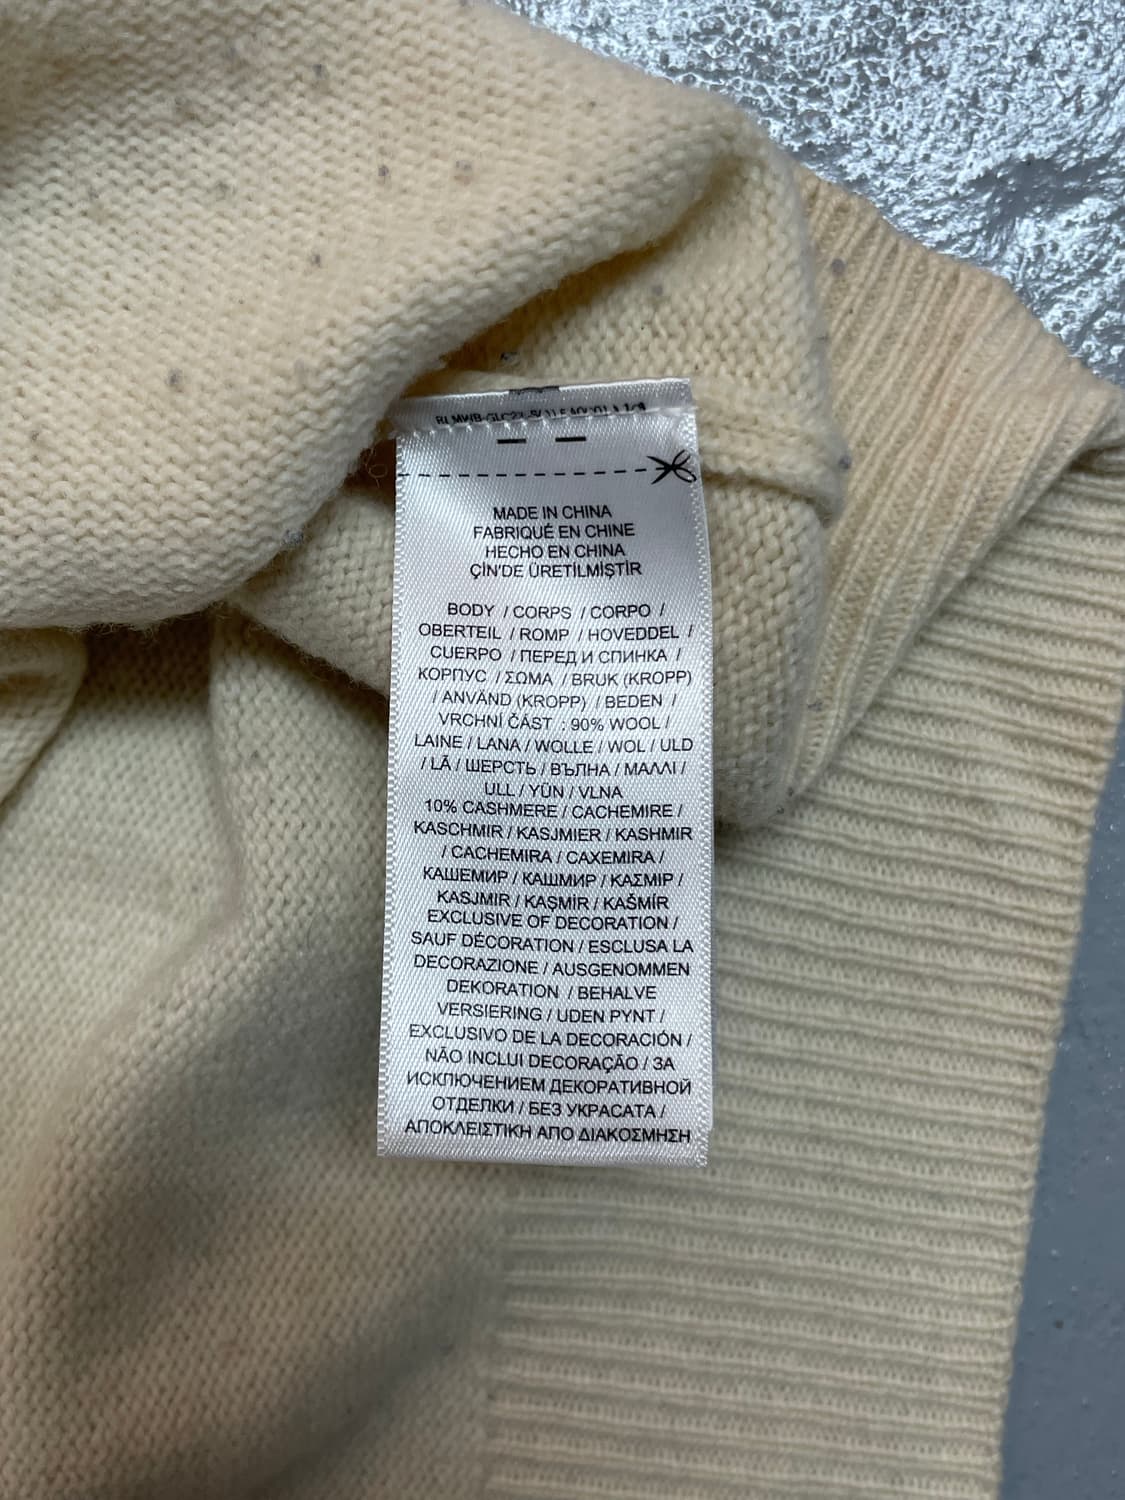 MADE IN CHINA
FABRIQUÉ EN CHINE
HECHO EN CHINA
ÇİN'DE ÜRETİLMİŞTİR
BODY / CORPS / CORPO /
OBERTEIL / ROMP / HOVEDDEL /
CUERPO / ПЕРЕД И СПИНКА /
КОРПУС / ΣΩΜΑ / BRUK (KROPP)
/ ANVÄND (KROPP) / BEDEN /
VRCHNÍ ČÁST : 90% WOOL /
LAINE / LANA / WOLLE / WOL / ULD
/ LÃ / ШЕРСТЬ / ВЪЛНА / ΜΑΛΛΙ /
ULL / YÜN / VLNA
10% CASHMERE / CACHEMIRE /
KASCHMIR / KASJMIER / KASHMIR
/ CACHEMIRA / CAXEMIRA /
КАШЕМИР / КАШМИР / ΚΑΣΜΙΡ /
KASJMIR / KAŞMİR / KAŠMÍR
EXCLUSIVE OF DECORATION /
SAUF DÉCORATION / ESCLUSA LA
DECORAZIONE / AUSGENOMMEN
DEKORATION / BEHALVE
VERSIERING / UDEN PYNT /
EXCLUSIVO DE LA DECORACIÓN /
NÃO INCLUI DECORAÇÃO / ЗА
ИСКЛЮЧЕНИЕМ ДЕКОРАТИВНОЙ
ОТДЕЛКИ / БЕЗ УКРАСАТА /
ΑΠΟΚΛΕΙΣΤΙΚΗ ΑΠΟ ΔΙΑΚΟΣΜΗΣΗ